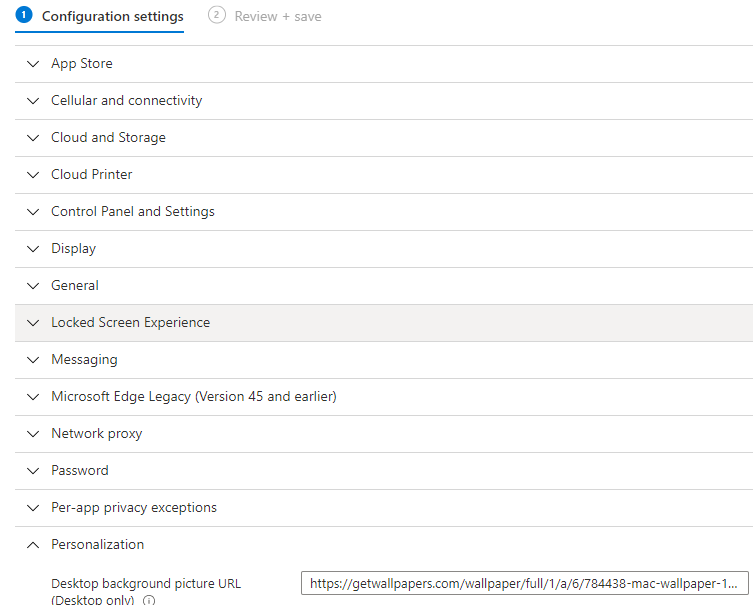 1 Configuration settings 2 Review + save
App Store
Cellular and connectivity
Cloud and Storage
Cloud Printer
Control Panel and Settings
Display
General
Locked Screen Experience
Messaging
Microsoft Edge Legacy (Version 45 and earlier)
Network proxy
Password
Per-app privacy exceptions
Personalization
Desktop background picture URL https://getwallpapers.com/wallpaper/full/1/a/6/784438-mac-wallpaper-1...
(Desktop only)